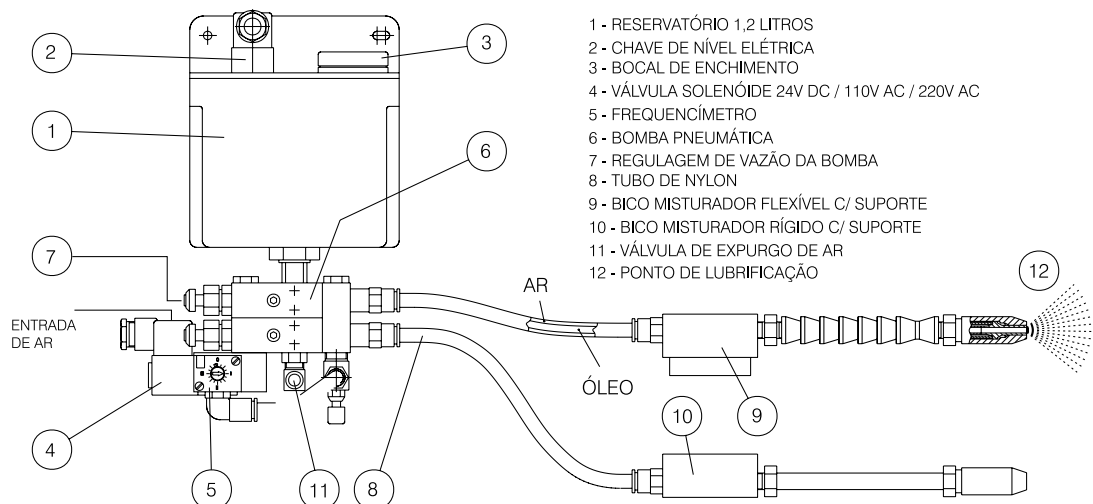 1 - RESERVATÓRIO 1,2 LITROS
2 - CHAVE DE NÍVEL ELÉTRICA
3 - BOCAL DE ENCHIMENTO
4 - VÁLVULA SOLENÓIDE 24V DC / 110V AC / 220V AC
5 - FREQUENCÍMETRO
6 - BOMBA PNEUMÁTICA
7 - REGULAGEM DE VAZÃO DA BOMBA
8 - TUBO DE NYLON
9 - BICO MISTURADOR FLEXÍVEL C/ SUPORTE
10 - BICO MISTURADOR RÍGIDO C/ SUPORTE
11 - VÁLVULA DE EXPURGO DE AR
12 - PONTO DE LUBRIFICAÇÃO
2
3
1
6
7
12
AR
ENTRADA
DE AR
ÓLEO
4
5
11
8
10
9